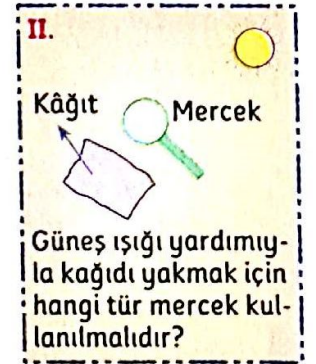 II.
Kâğıt
Mercek
Güneş ışığı yardımıy-
la kağıdı yakmak için
hangi tür mercek kul-
lanılmalıdır?